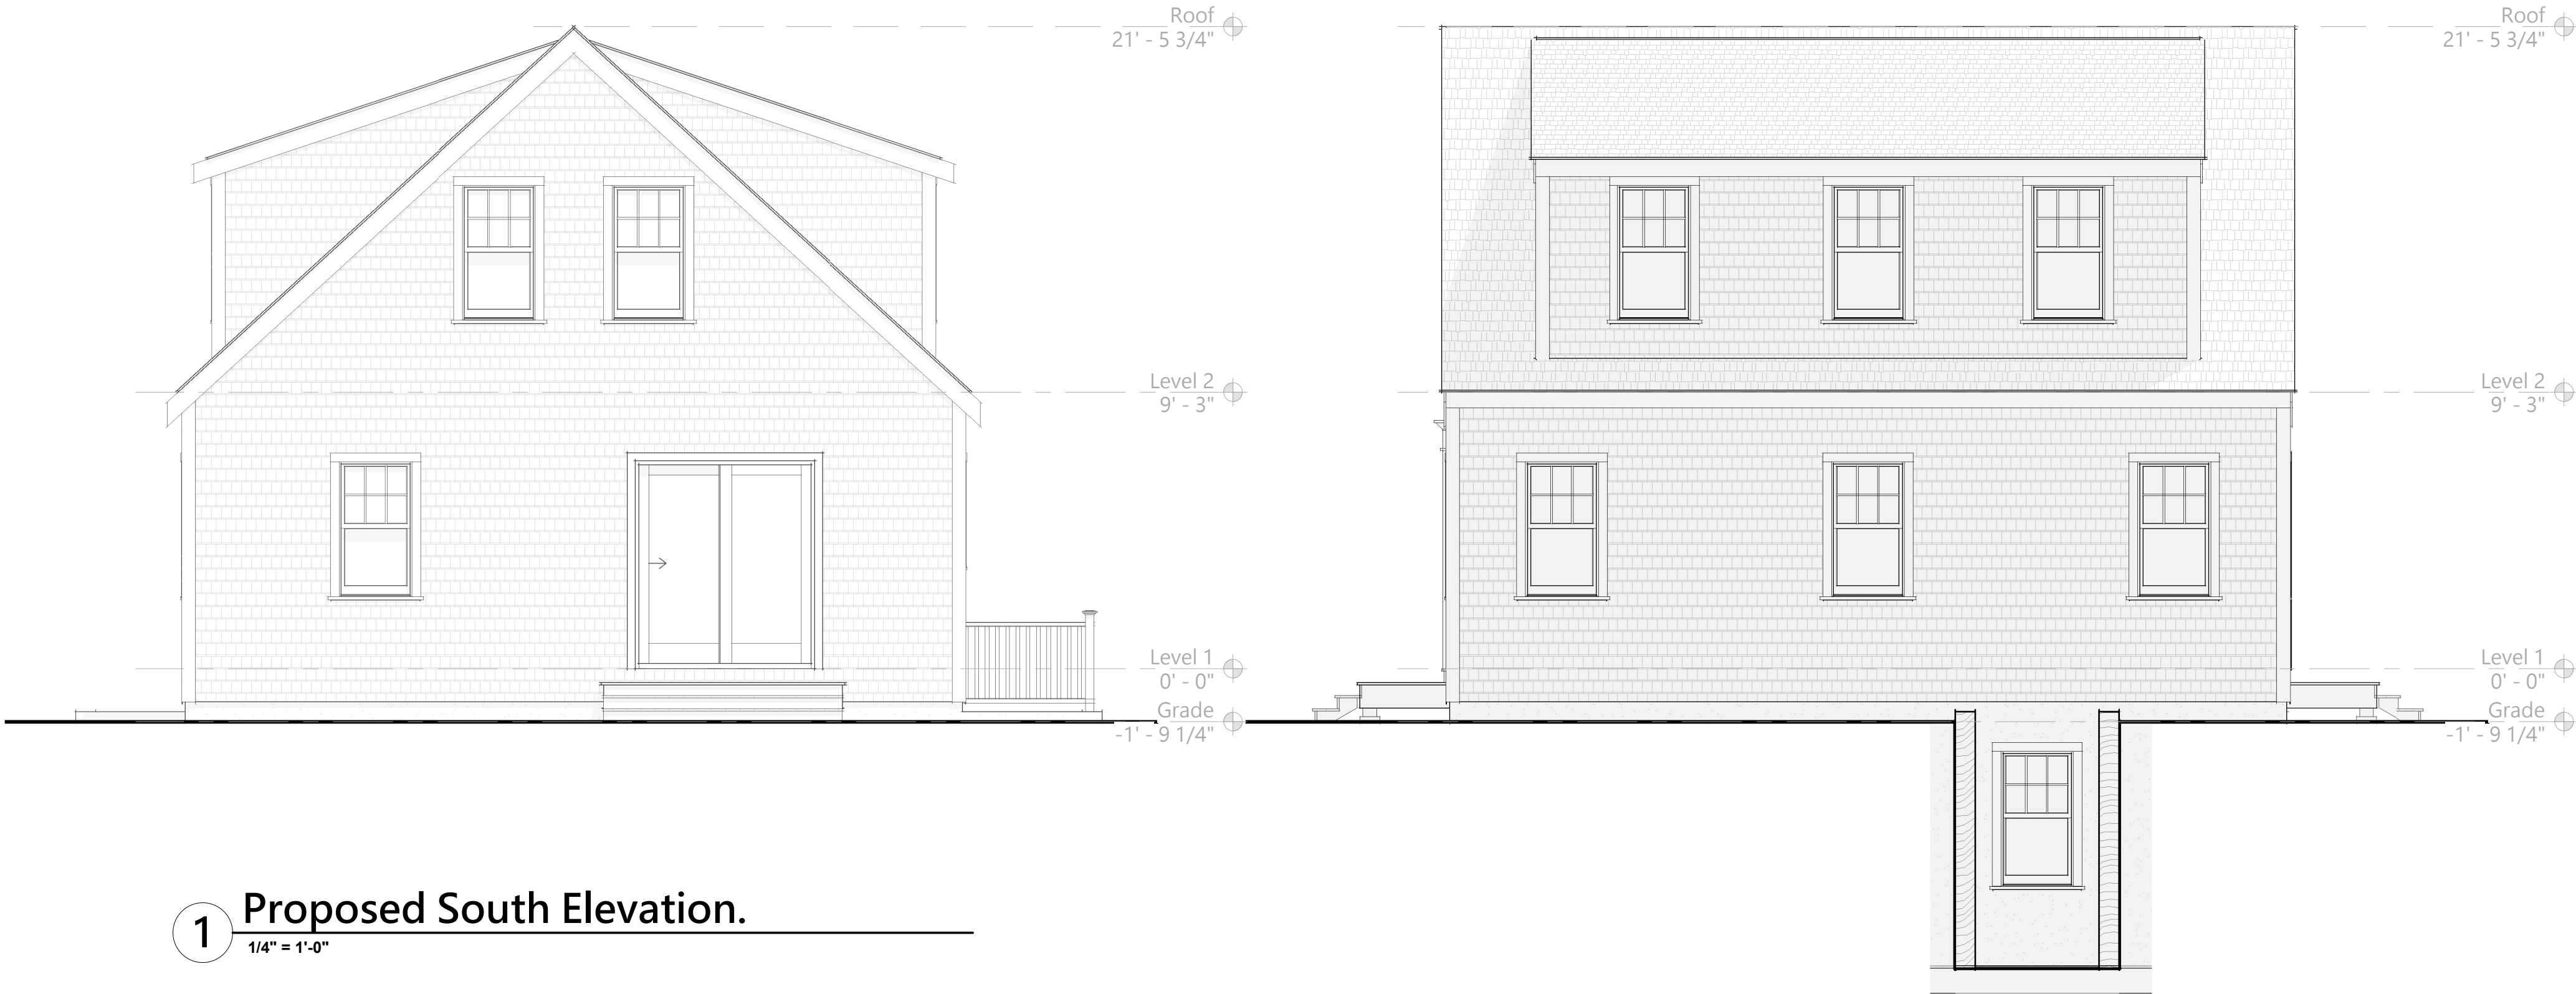 Roof
21' - 5 3/4"
Level 2
9' - 3"
Level 1
0' - 0"
Grade
-1' - 9 1/4"
Roof
21' - 5 3/4"
Level 2
9' - 3"
Level 1
0' - 0"
Grade
-1' - 9 1/4"
1
Proposed South Elevation.
1/4" = 1'-0"